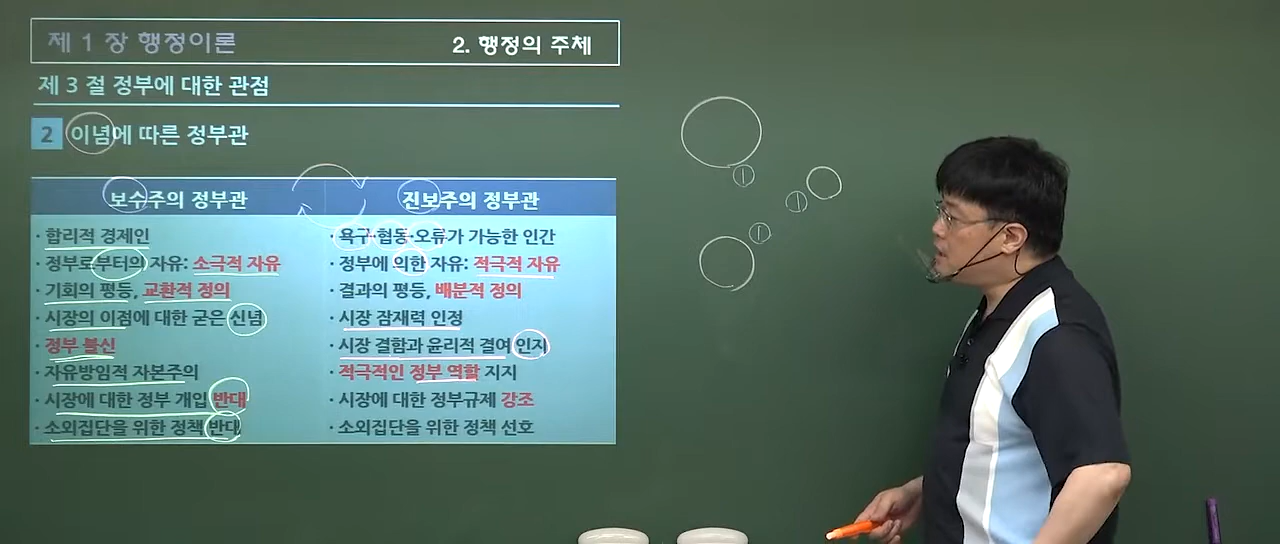 제 1 장 행정이론
2. 행정의 주체
제 3 절 정부에 대한 관점
2 이념에 따른 정부관
보수주의 정부관
진보주의 정부관
· 합리적 경제인
· 욕구·협동·오류가 가능한 인간
· 정부로부터의 자유: 소극적 자유
· 정부에 의한 자유: 적극적 자유
· 기회의 평등, 교환적 정의
· 결과의 평등, 배분적 정의
· 시장의 이점에 대한 굳은 신념
· 시장 잠재력 인정
· 정부 불신
· 시장 결함과 윤리적 결여 인지
· 자유방임적 자본주의
· 적극적인 정부 역할 지지
· 시장에 대한 정부 개입 반대
· 시장에 대한 정부규제 강조
· 소외집단을 위한 정책 반대
· 소외집단을 위한 정책 선호
1
1
1